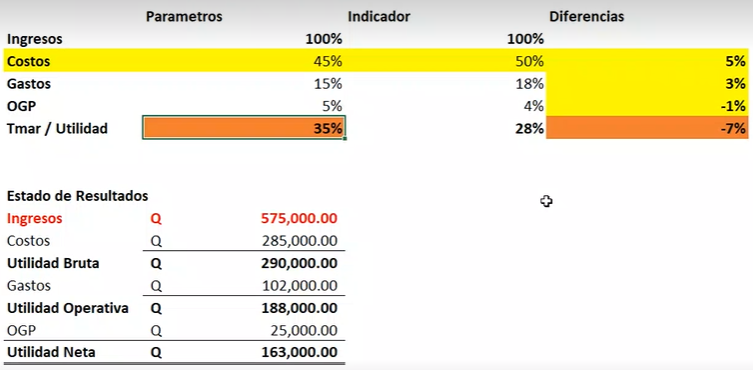 Parametros Indicador Diferencias
Ingresos 100% 100%
Costos 45% 50% 5%
Gastos 15% 18% 3%
OGP 5% 4% -1%
Tmar / Utilidad 35% 28% -7%
Estado de Resultados
Ingresos Q 575,000.00
Costos Q 285,000.00
Utilidad Bruta Q 290,000.00
Gastos Q 102,000.00
Utilidad Operativa Q 188,000.00
OGP Q 25,000.00
Utilidad Neta Q 163,000.00